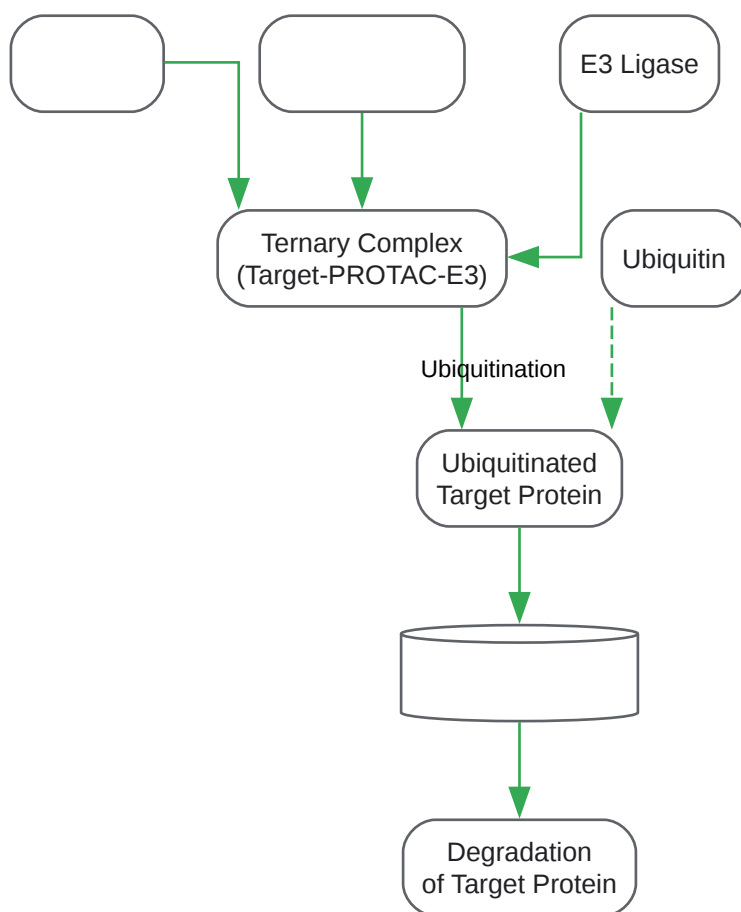 E3 Ligase
Ternary Complex
(Target-PROTAC-E3)
Ubiquitin
Ubiquitination
Ubiquitinated
Target Protein
Degradation
of Target Protein